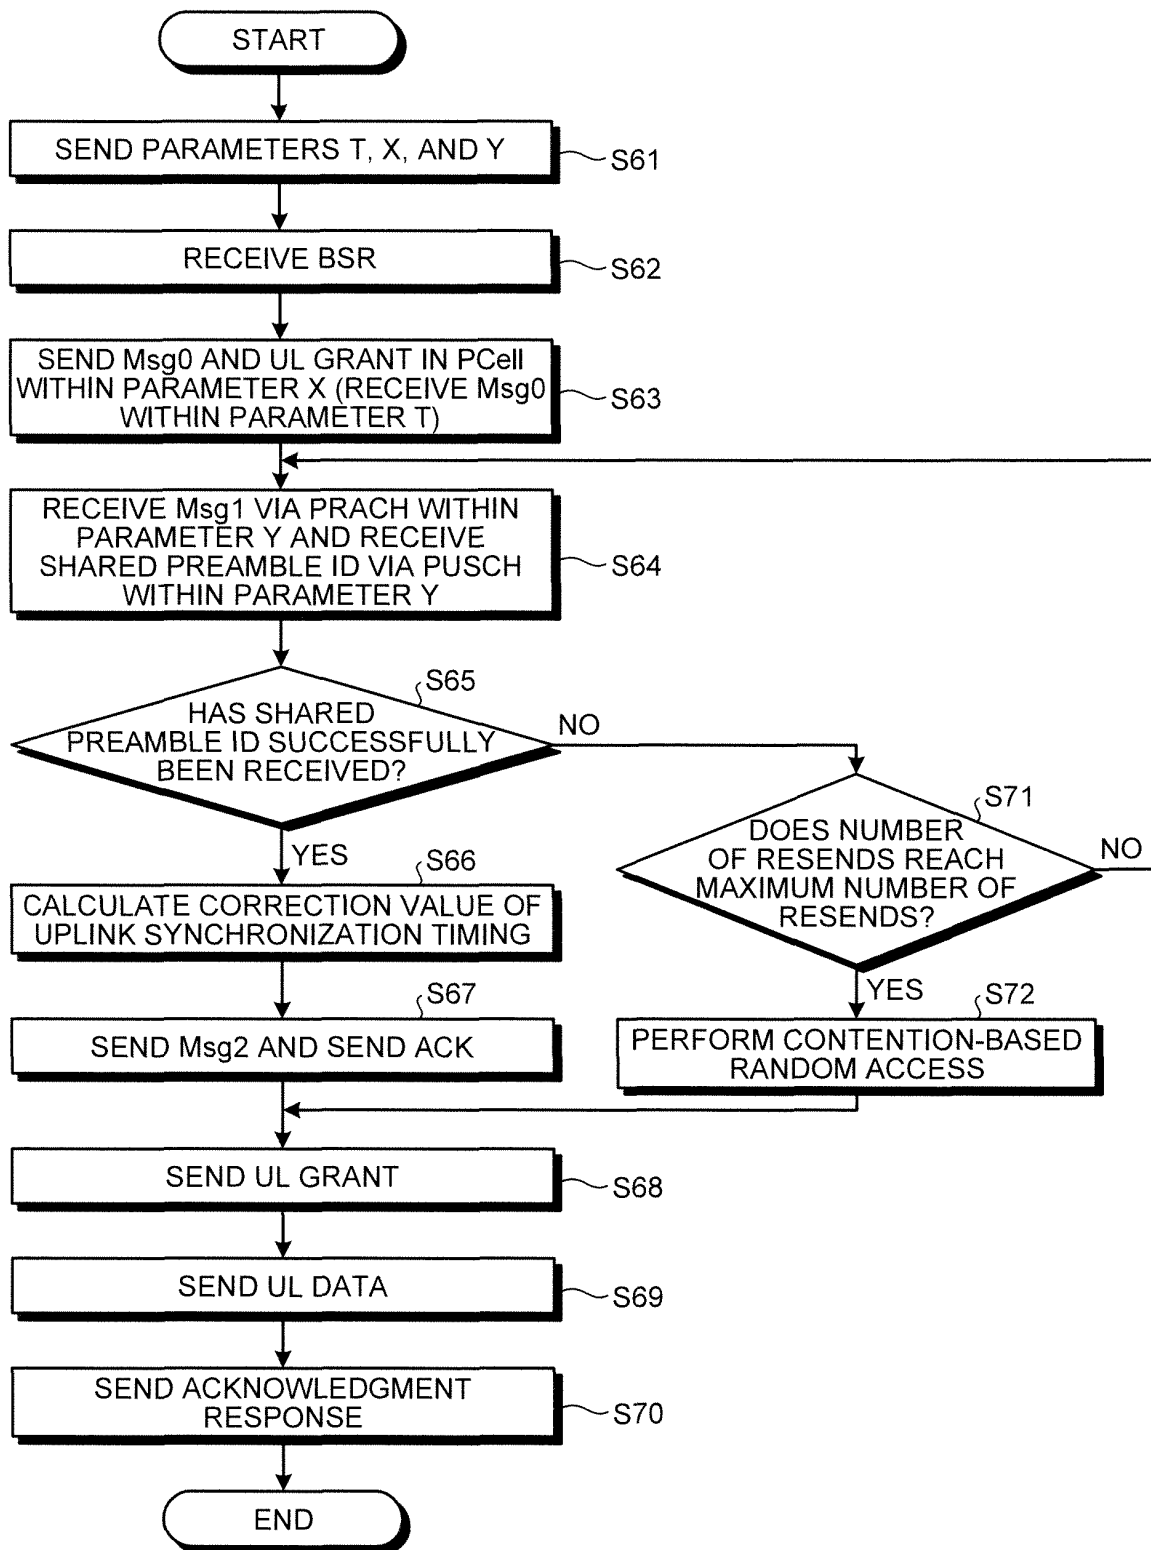 START
SEND PARAMETERS T, X, AND Y
S61
RECEIVE BSR
S62
SEND Msg0 AND UL GRANT IN PCell
WITHIN PARAMETER X (RECEIVE Msg0
WITHIN PARAMETER T)
S63
RECEIVE Msg1 VIA PRACH WITHIN
PARAMETER Y AND RECEIVE
SHARED PREAMBLE ID VIA PUSCH
WITHIN PARAMETER Y
S64
S65
HAS SHARED
PREAMBLE ID SUCCESSFULLY
BEEN RECEIVED?
NO
YES
S71
DOES NUMBER
OF RESENDS REACH
MAXIMUM NUMBER OF
RESENDS?
NO
YES
S66
CALCULATE CORRECTION VALUE OF
UPLINK SYNCHRONIZATION TIMING
S67
SEND Msg2 AND SEND ACK
S72
PERFORM CONTENTION-BASED
RANDOM ACCESS
SEND UL GRANT
S68
SEND UL DATA
S69
SEND ACKNOWLEDGMENT
RESPONSE
S70
END